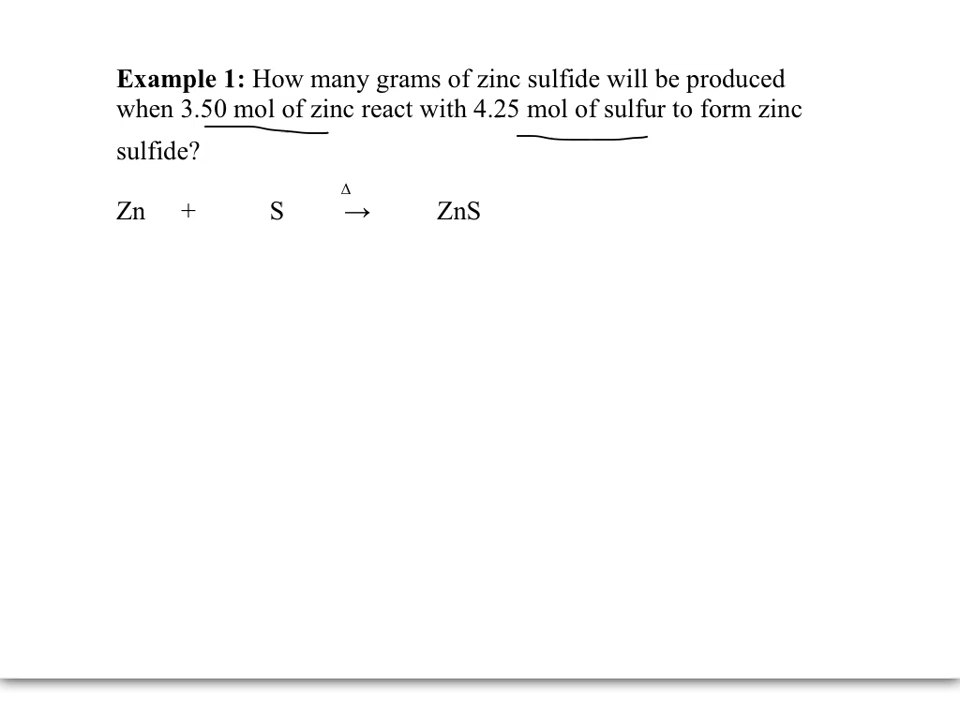 Example 1: How many grams of zinc sulfide will be produced
when 3.50 mol of zinc react with 4.25 mol of sulfur to form zinc
sulfide?
Δ
Zn + S → ZnS